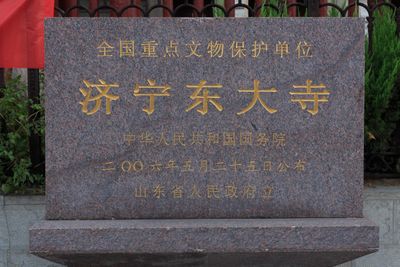 全国重点文物保护单位
济宁东大寺
中华人民共和国国务院
二〇〇六年五月二十五日公布
山东省人民政府立